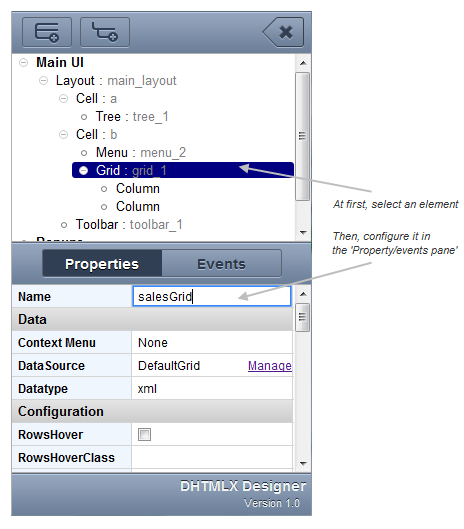 Main UI
Layout : main_layout
Cell : a
Tree : tree_1
Cell : b
Menu : menu_2
Grid : grid_1
Column
Column
Toolbar : toolbar_1
At first, select an element
Then, configure it in
the 'Property/events pane'
Properties Events
Name salesGrid
Data
Context Menu None
DataSource DefaultGrid Manage
Datatype xml
Configuration
RowsHover
RowsHoverClass
DHTMLX Designer
Version 1.0